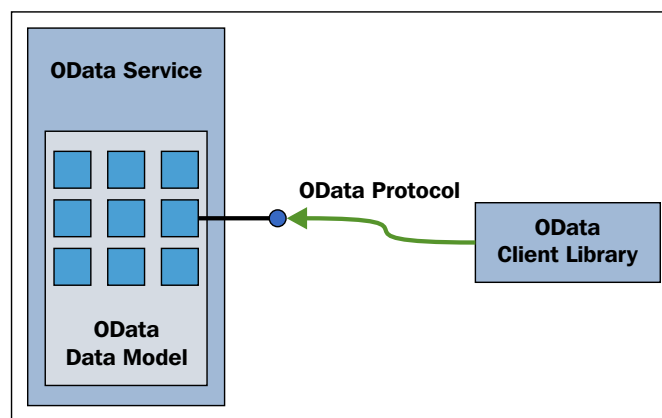 OData Service
OData Protocol
OData
Client Library
OData
Data Model